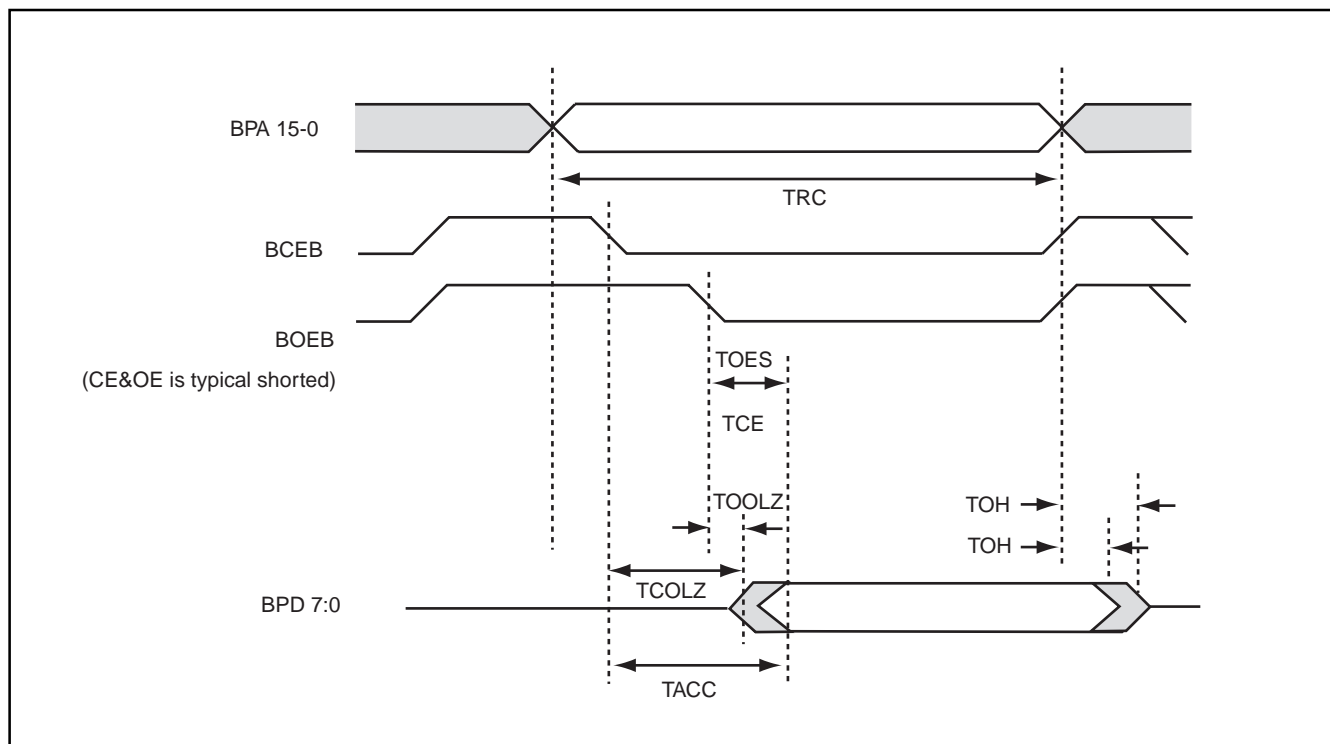 BPA 15-0
TRC
BCEB
BOEB
(CE&OE is typical shorted)
TOES
TCE
TOOLZ
TOH
TOH
TCOLZ
BPD 7:0
TACC